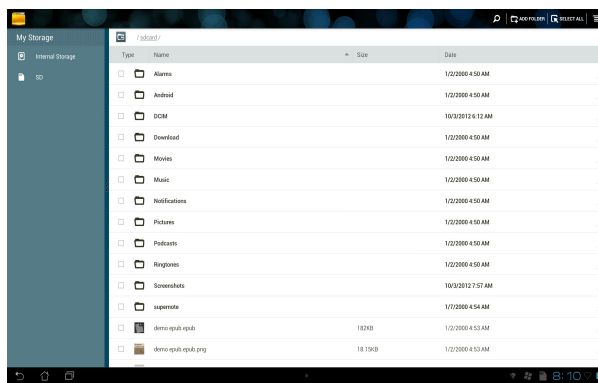 ADD FOLDER SELECT ALL
My Storage
/ sdcard /
Internal Storage
SD
Type Name Size Date
Alarms 1/2/2000 4:50 AM
Android 1/2/2000 4:50 AM
DCIM 10/3/2012 6:12 AM
Download 1/2/2000 4:50 AM
Movies 1/2/2000 4:50 AM
Music 1/2/2000 4:50 AM
Notifications 1/2/2000 4:50 AM
Pictures 1/2/2000 4:50 AM
Podcasts 1/2/2000 4:50 AM
Ringtones 1/2/2000 4:50 AM
Screenshots 10/3/2012 7:57 AM
supernote 1/7/2000 4:54 AM
demo epub.epub 182KB 1/2/2000 4:53 AM
demo epub.epub.png 18.15KB 1/2/2000 4:53 AM
8:10